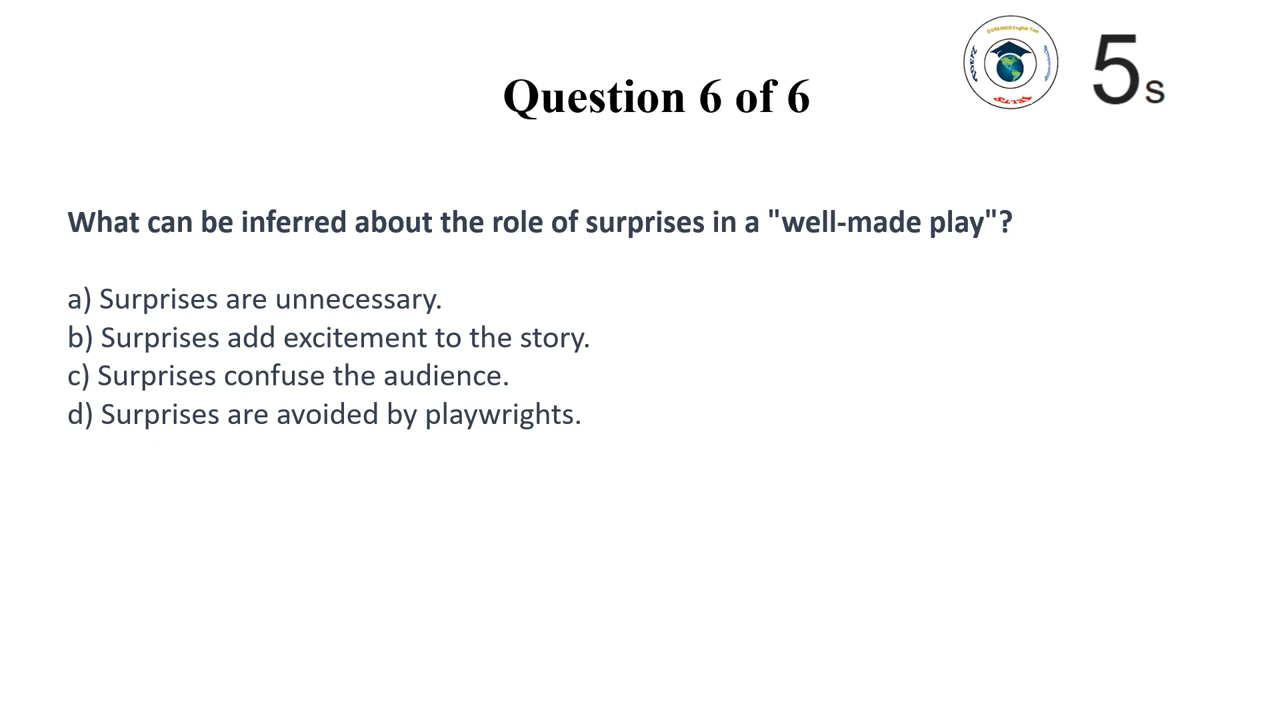 Question 6 of 6
5s
What can be inferred about the role of surprises in a "well-made play"?
a) Surprises are unnecessary.
b) Surprises add excitement to the story.
c) Surprises confuse the audience.
d) Surprises are avoided by playwrights.